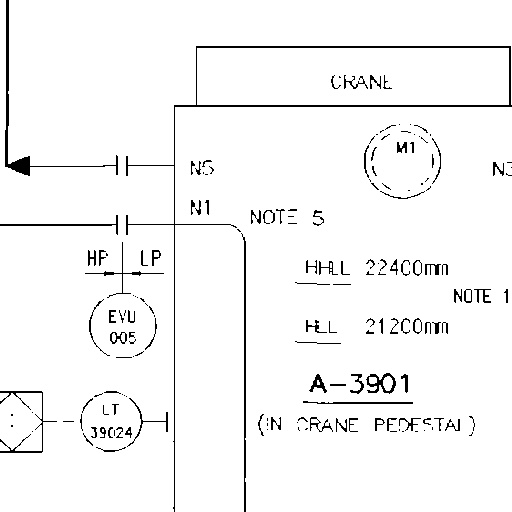 CRANE
M1
N5
N3
N1
NOTE 5
HP LP
HHLL 22400mm
NOTE 1
EVU
005
HLL 21200mm
A-3901
LT
39024
(IN CRANE PEDESTAL)